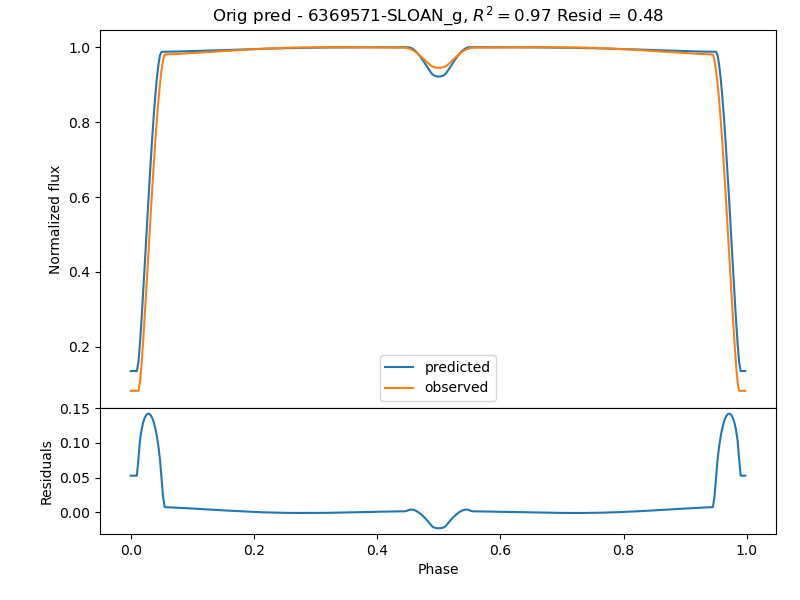 Orig pred - 6369571-SLOAN_g, R² = 0.97 Resid = 0.48
1.0
0.8
0.6
0.4
0.2
Normalized flux
predicted
observed
0.15
0.10
0.05
0.00
Residuals
0.0 0.2 0.4 0.6 0.8 1.0
Phase